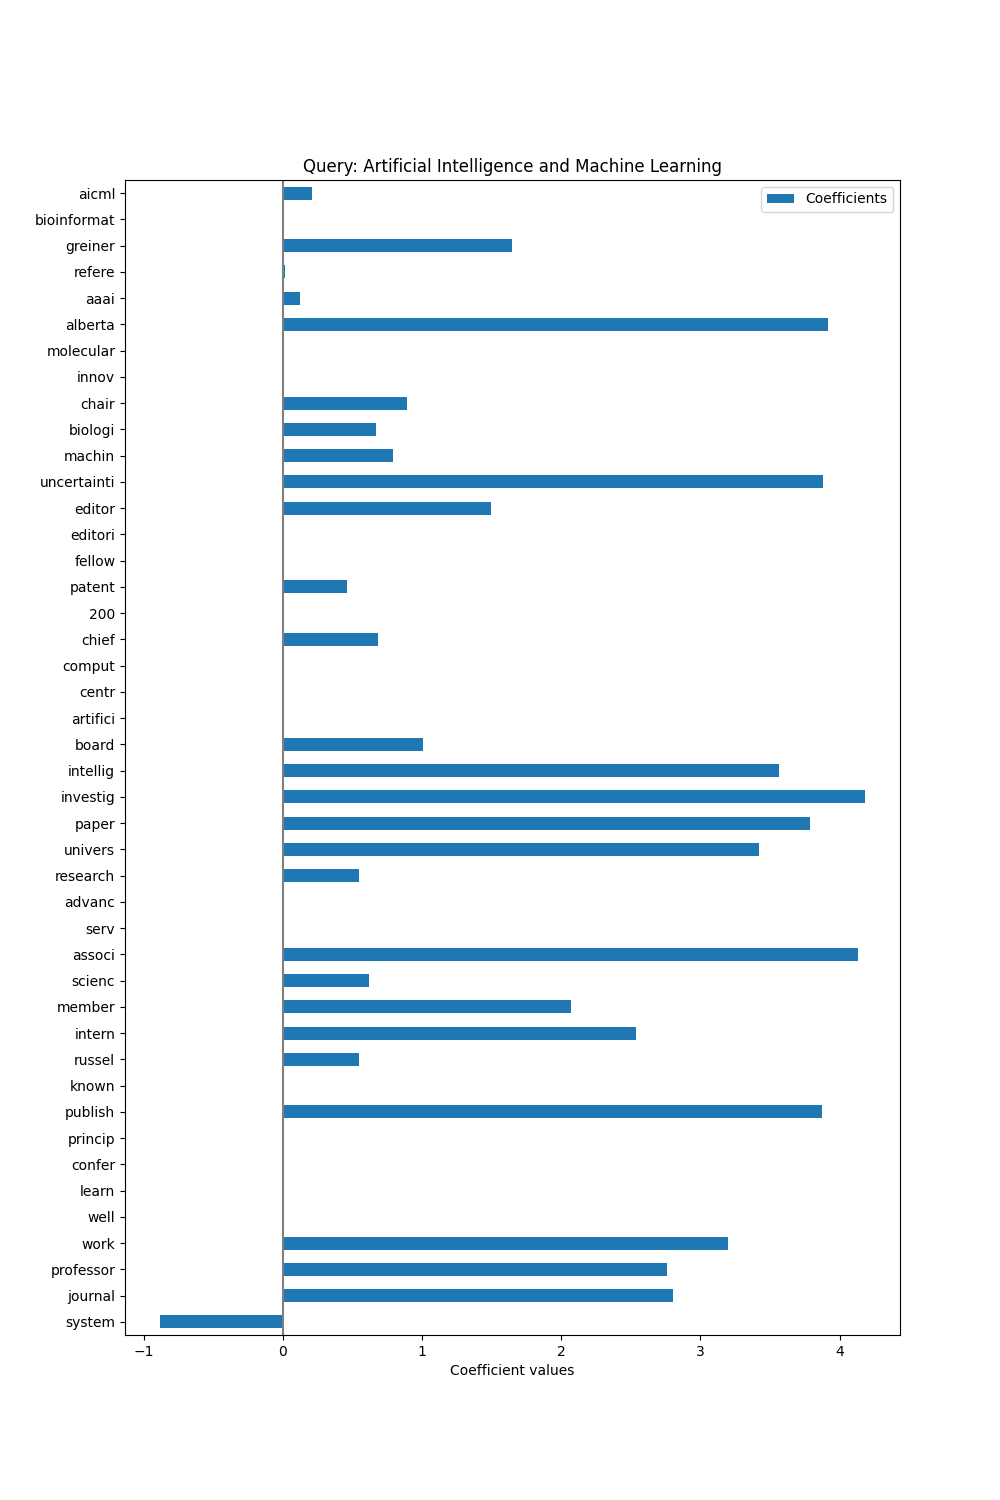 Query: Artificial Intelligence and Machine Learning
Coefficients
aicml
bioinformat
greiner
refere
aaai
alberta
molecular
innov
chair
biologi
machin
uncertainti
editor
editori
fellow
patent
200
chief
comput
centr
artifici
board
intellig
investig
paper
univers
research
advanc
serv
associ
scienc
member
intern
russel
known
publish
princip
confer
learn
well
work
professor
journal
system
−1 0 1 2 3 4
Coefficient values